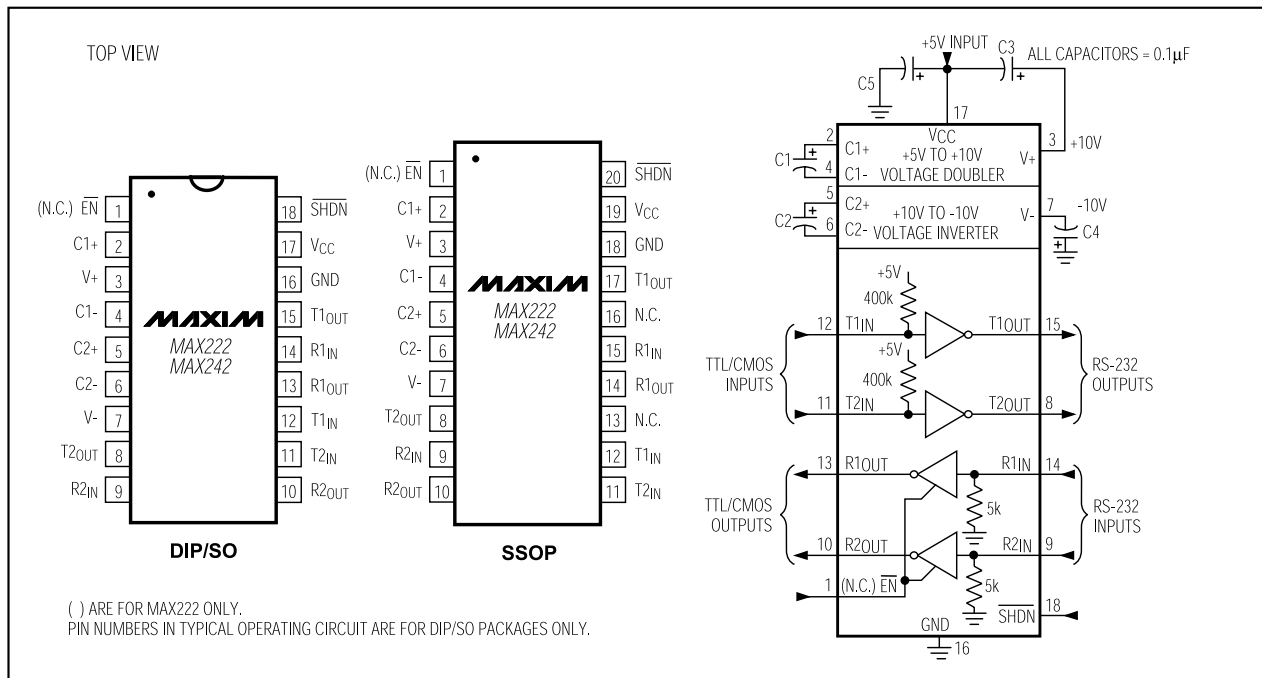 TOP VIEW
(N.C.) EN 1
C1+ 2
V+ 3
C1- 4
C2+ 5
C2- 6
V- 7
T2OUT 8
R2IN 9
18 SHDN
17 VCC
16 GND
15 T1OUT
14 R1IN
13 R1OUT
12 T1IN
11 T2IN
10 R2OUT
MAXIM
MAX222
MAX242
DIP/SO
(N.C.) EN 1
C1+ 2
V+ 3
C1- 4
C2+ 5
C2- 6
V- 7
T2OUT 8
R2IN 9
R2OUT 10
20 SHDN
19 VCC
18 GND
17 T1OUT
16 N.C.
15 R1IN
14 R1OUT
13 N.C.
12 T1IN
11 T2IN
MAXIM
MAX222
MAX242
SSOP
( ) ARE FOR MAX222 ONLY.
PIN NUMBERS IN TYPICAL OPERATING CIRCUIT ARE FOR DIP/SO PACKAGES ONLY.
+5V INPUT
C3
ALL CAPACITORS = 0.1μF
C5
+
+
17
VCC
2
C1+
+5V TO +10V
VOLTAGE DOUBLER
V+
3
+10V
C1
+
4
C1-
5
C2+
+10V TO -10V
VOLTAGE INVERTER
V-
7
-10V
C2
+
6
C2-
C4
+
+5V
400k
12
T1IN
T1OUT
15
+5V
400k
TTL/CMOS
INPUTS
RS-232
OUTPUTS
11
T2IN
T2OUT
8
13
R1OUT
R1IN
14
5k
TTL/CMOS
OUTPUTS
RS-232
INPUTS
10
R2OUT
R2IN
9
5k
1
(N.C.) EN
SHDN
18
GND
16